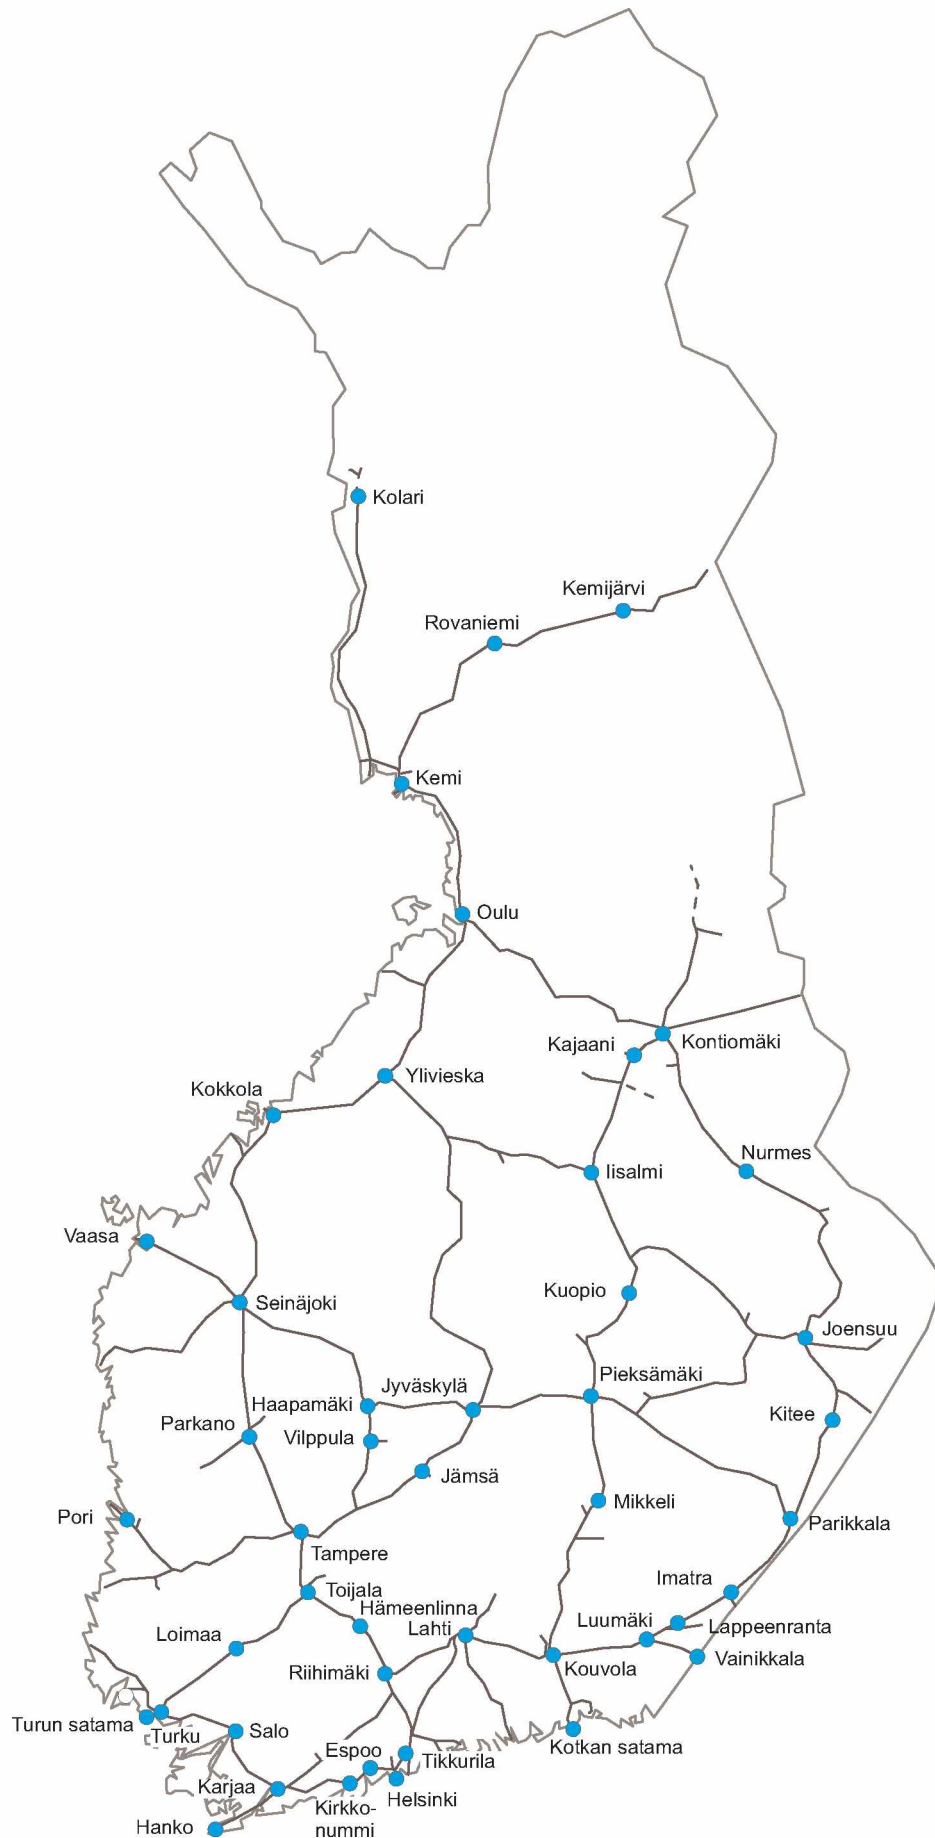 Kolari
Kemijärvi
Rovaniemi
Kemi
Oulu
Kajaani
Kontiomäki
Ylivieska
Kokkola
Nurmes
Iisalmi
Vaasa
Kuopio
Seinäjoki
Joensuu
Pieksämäki
Jyväskylä
Haapamäki
Kitee
Parkano
Vilppula
Jämsä
Mikkeli
Pori
Parikkala
Tampere
Imatra
Toijala
Hämeenlinna
Luumäki
Lappeenranta
Lahti
Loimaa
Kouvola
Vainikkala
Riihimäki
Turun satama
Turku
Salo
Kotkan satama
Espoo
Tikkurila
Karjaa
Helsinki
Kirkko-
nummi
Hanko